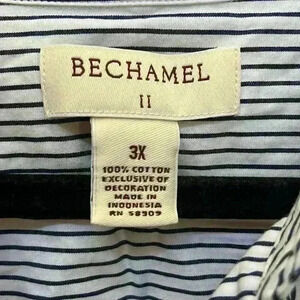 BECHAMEL
II
3X
100% COTTON
EXCLUSIVE OF
DECORATION
MADE IN
INDONESIA
RN 58909